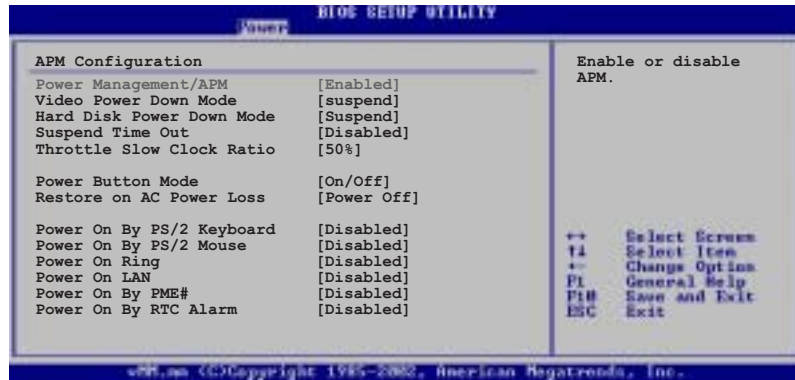 BIOS SETUP UTILITY
Power
APM Configuration
Power Management/APM [Enabled]
Video Power Down Mode [suspend]
Hard Disk Power Down Mode [Suspend]
Suspend Time Out [Disabled]
Throttle Slow Clock Ratio [50%]
Power Button Mode [On/Off]
Restore on AC Power Loss [Power Off]
Power On By PS/2 Keyboard [Disabled]
Power On By PS/2 Mouse [Disabled]
Power On Ring [Disabled]
Power On LAN [Disabled]
Power On By PME# [Disabled]
Power On By RTC Alarm [Disabled]
Enable or disable
APM.
↔ Select Screen
↑↓ Select Item
+- Change Option
F1 General Help
F10 Save and Exit
ESC Exit
(C)Copyright 1985-2002, American Megatrends, Inc.